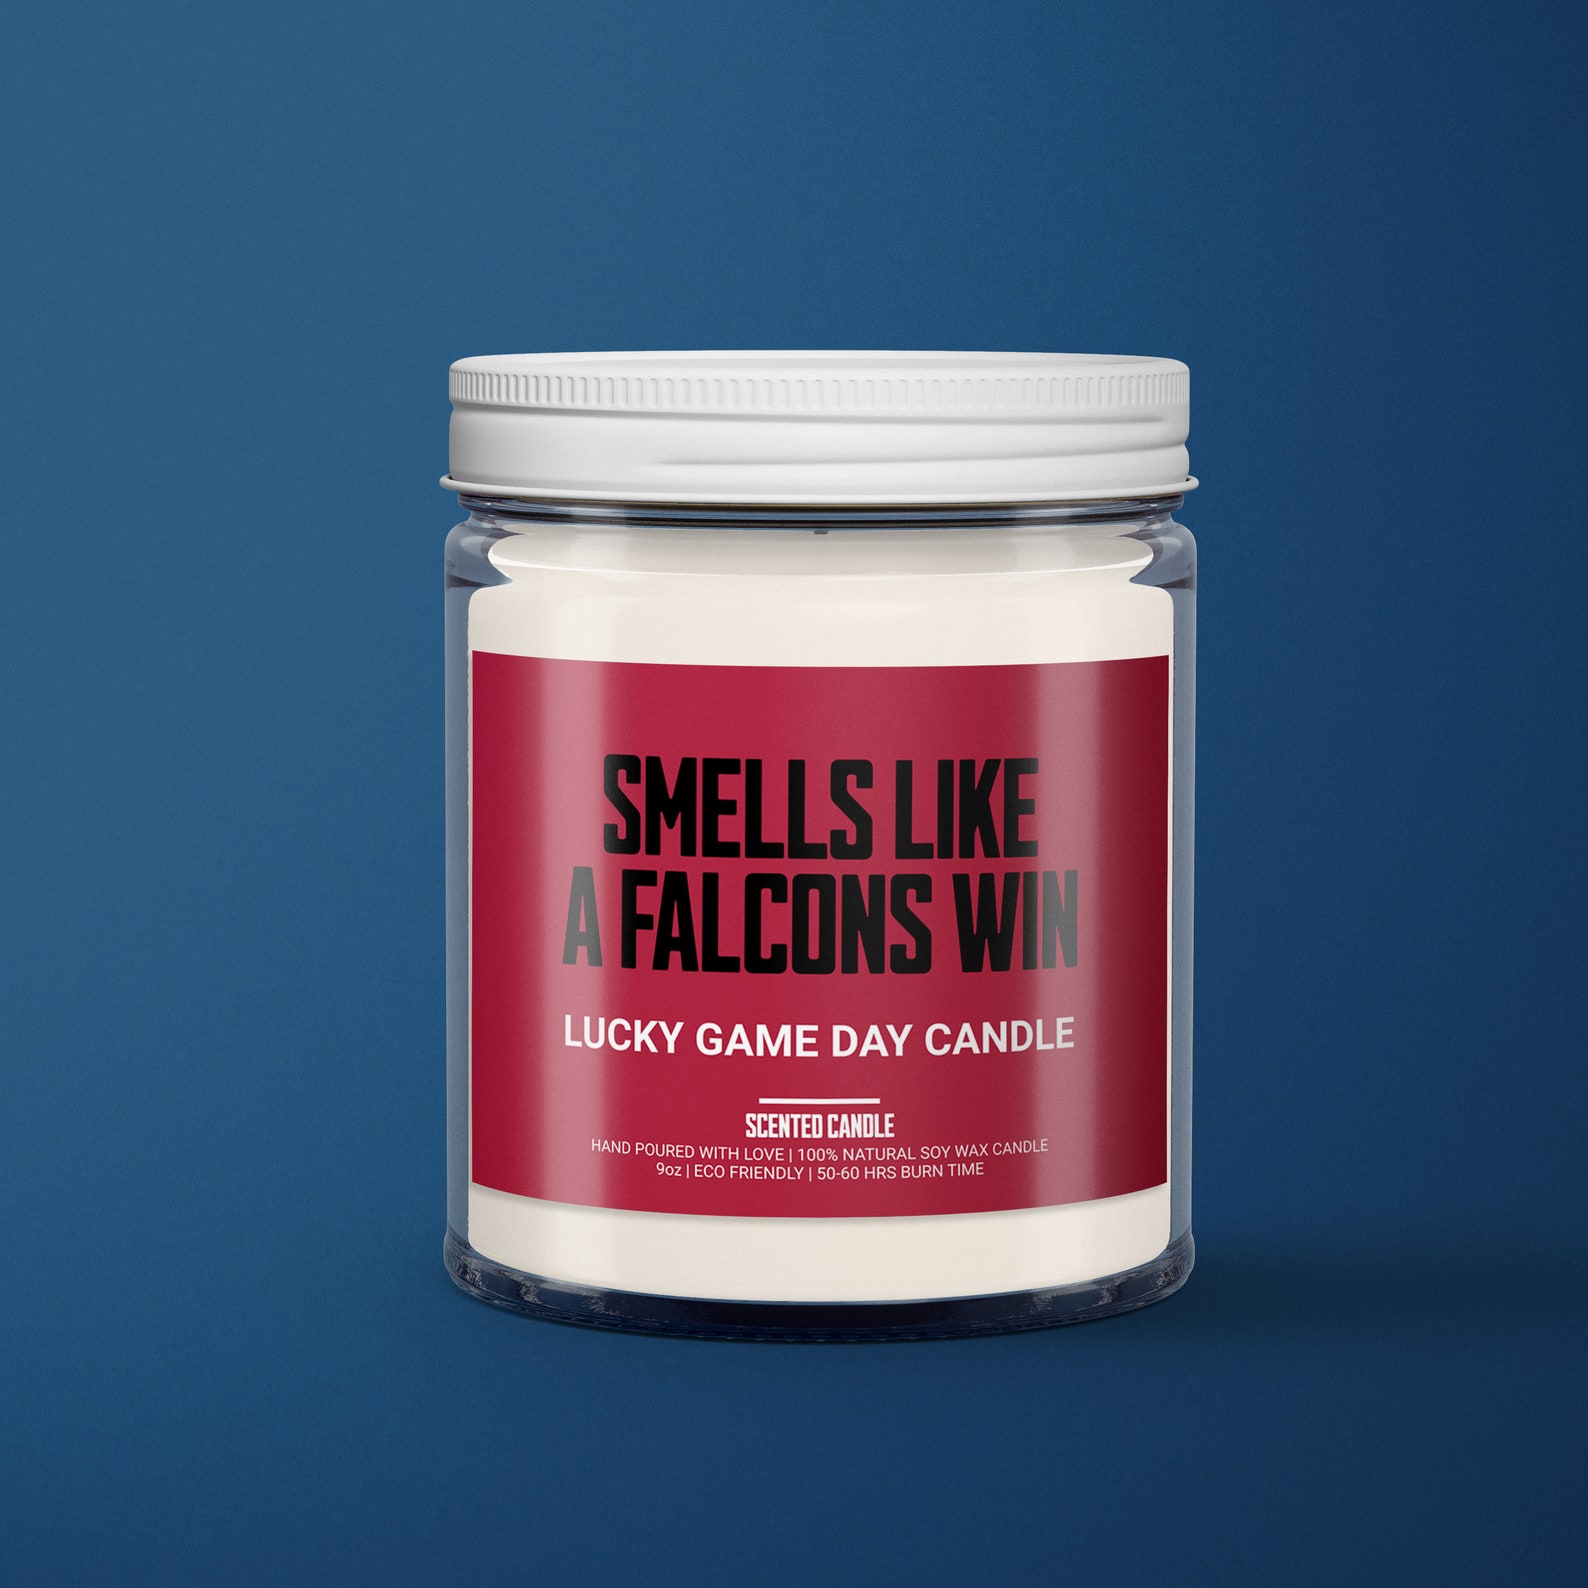 SMELLS LIKE
A FALCONS WIN
LUCKY GAME DAY CANDLE
SCENTED CANDLE
HAND POURED WITH LOVE | 100% NATURAL SOY WAX CANDLE
9oz | ECO FRIENDLY | 50-60 HRS BURN TIME